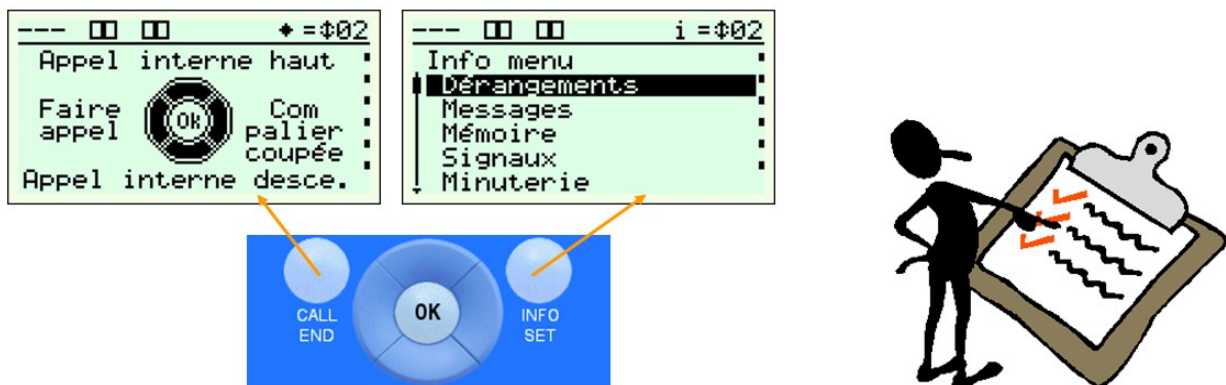 --- ◆=⇕02
Appel interne haut
Faire
appel
Ok
Com
palier
coupée
Appel interne desce.
--- i=⇕02
Info menu
Dérangements
Messages
Mémoire
Signaux
Minuterie
CALL
END
OK
INFO
SET